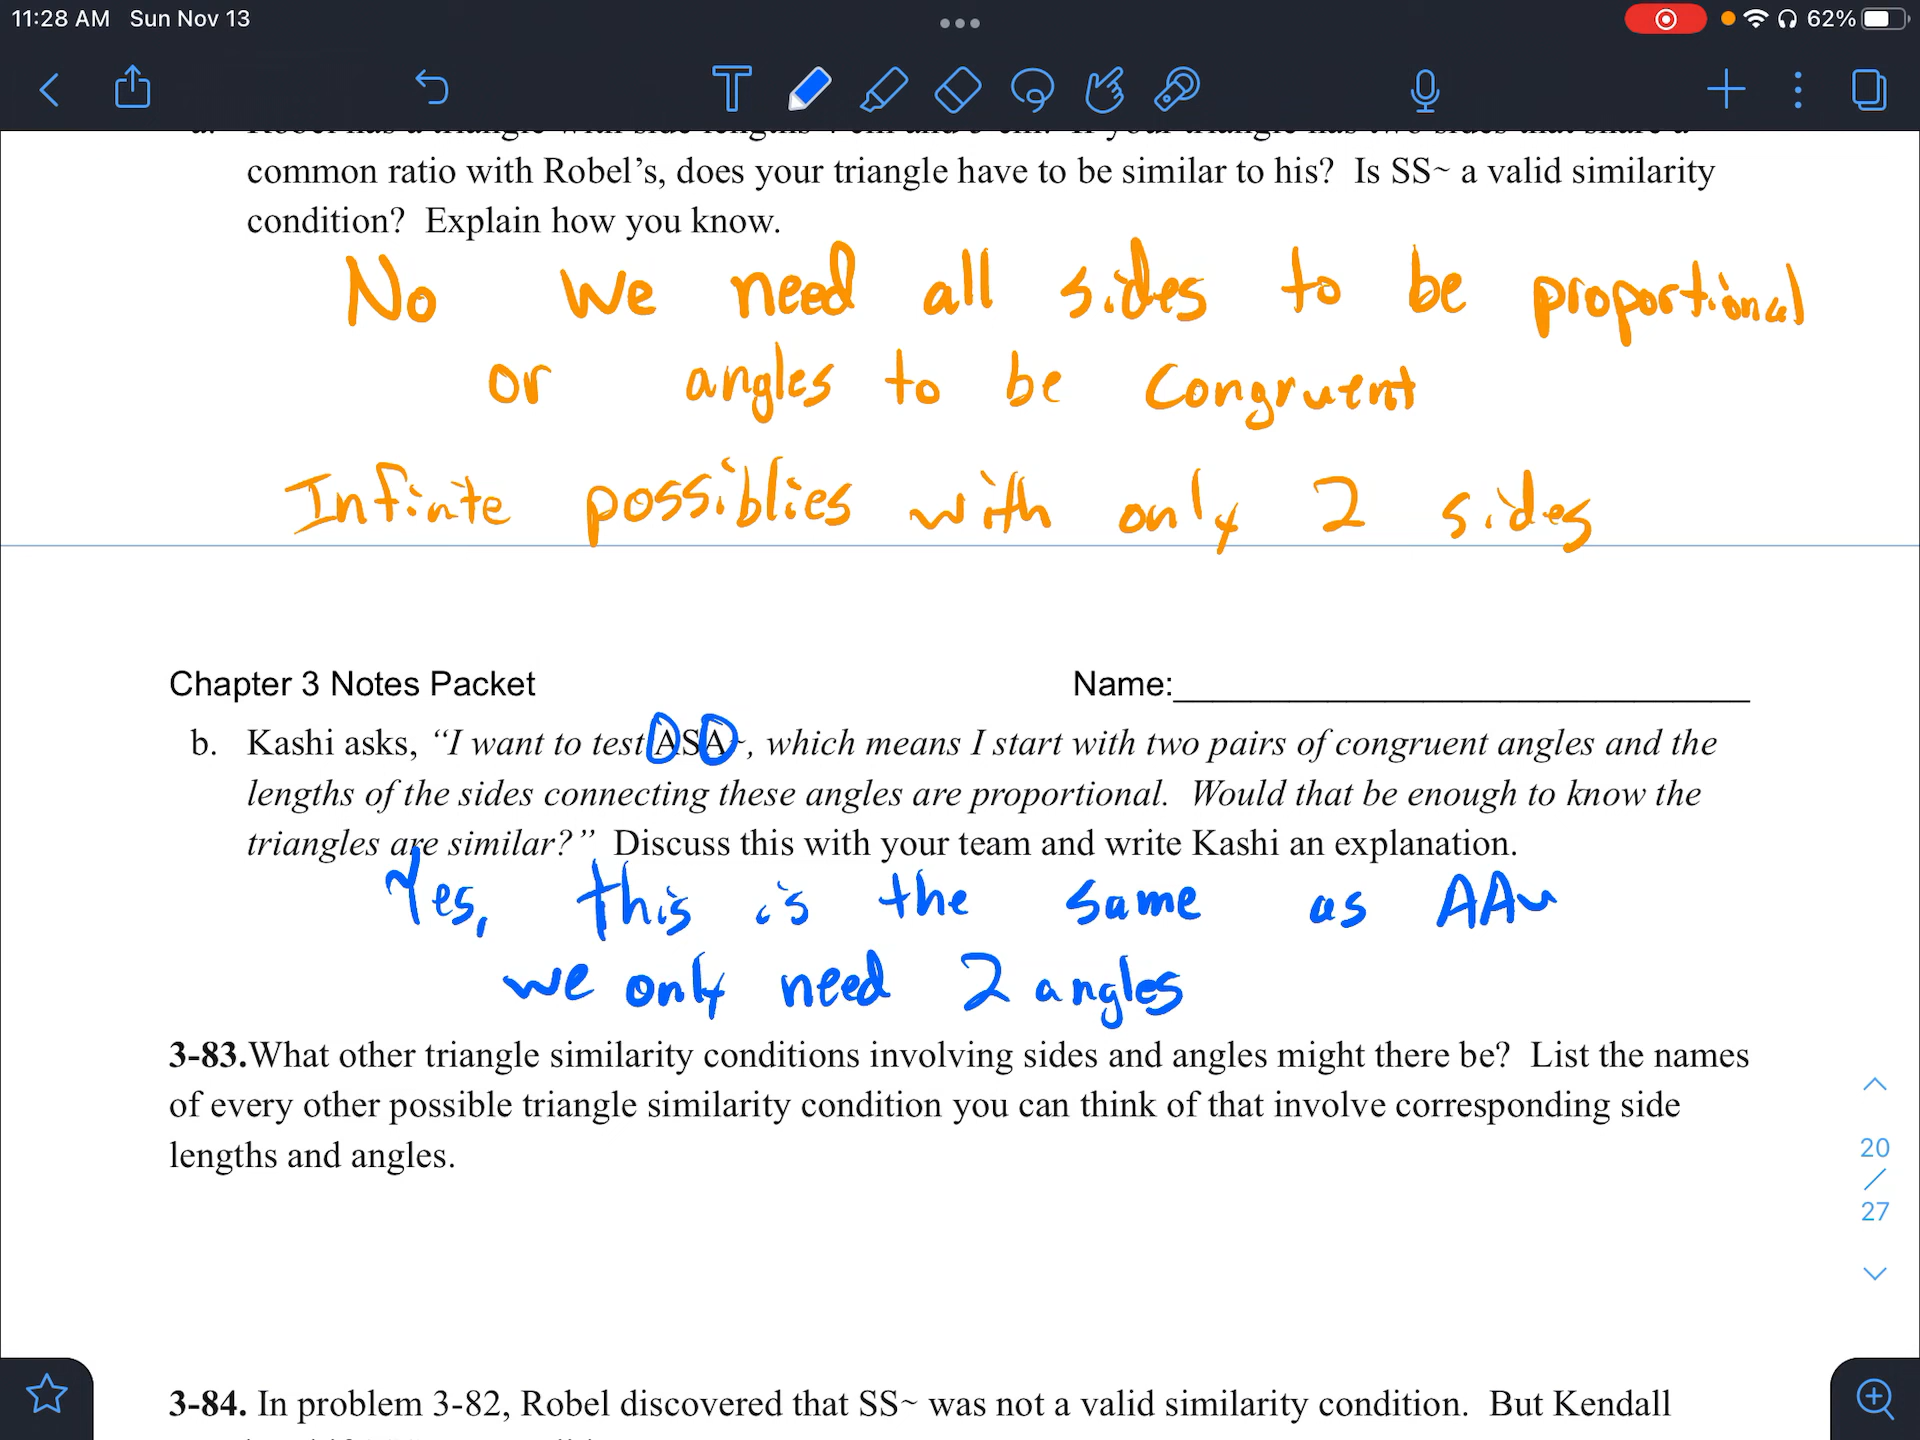 11:28 AM Sun Nov 13
62%
common ratio with Robel's, does your triangle have to be similar to his? Is SS~ a valid similarity
condition? Explain how you know.
No We need all sides to be proportional
or angles to be congruent
Infinite possiblies with only 2 sides
Chapter 3 Notes Packet Name:
b. Kashi asks, "I want to test ASA~, which means I start with two pairs of congruent angles and the
lengths of the sides connecting these angles are proportional. Would that be enough to know the
triangles are similar?" Discuss this with your team and write Kashi an explanation.
Yes, this is the same as AA~
we only need 2 angles
3-83.What other triangle similarity conditions involving sides and angles might there be? List the names
of every other possible triangle similarity condition you can think of that involve corresponding side
lengths and angles.
20
/
27
3-84. In problem 3-82, Robel discovered that SS~ was not a valid similarity condition. But Kendall